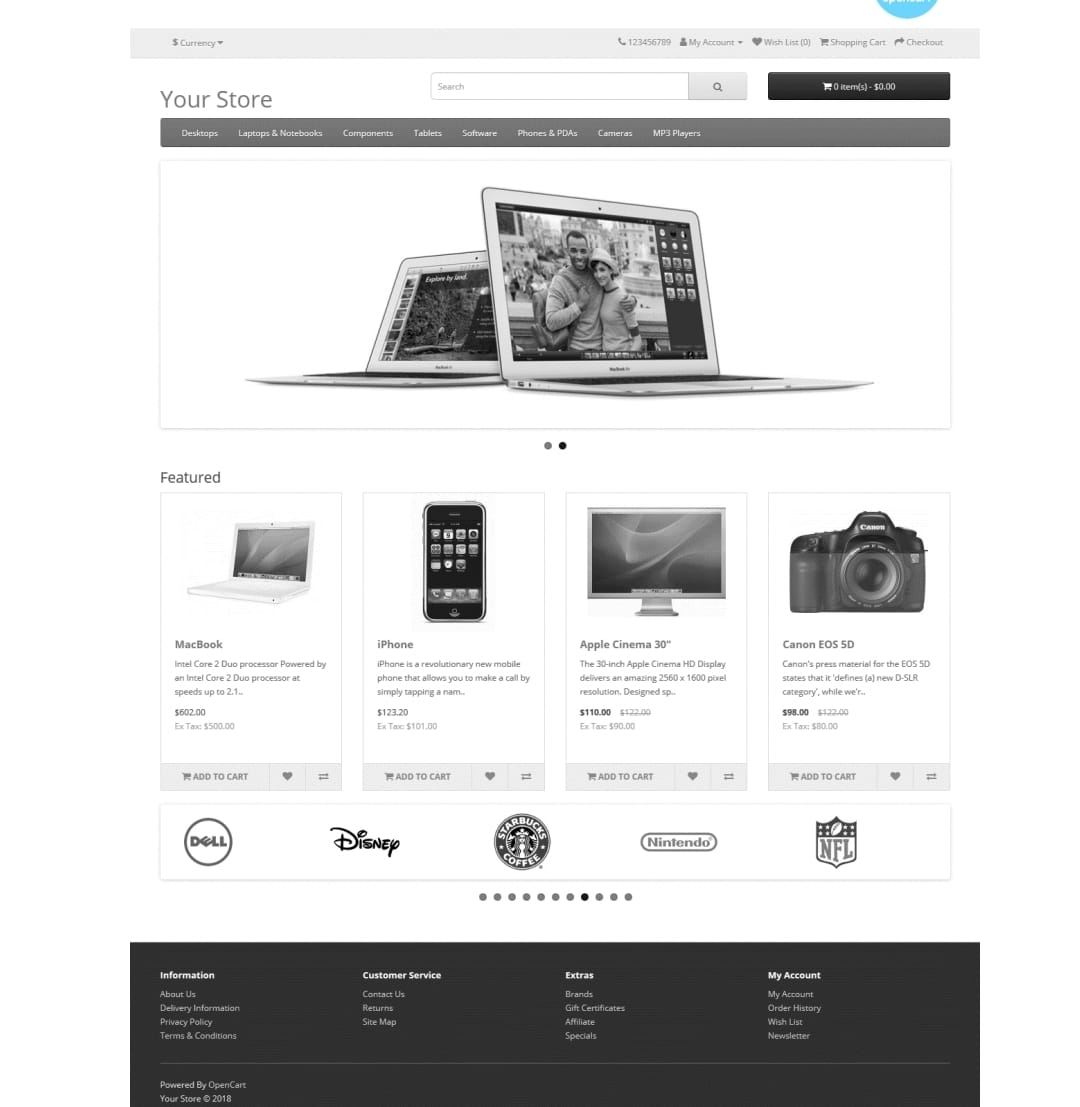 $ Currency
123456789 My Account Wish List (0) Shopping Cart Checkout
Your Store
Search
0 item(s) - $0.00
Desktops Laptops & Notebooks Components Tablets Software Phones & PDAs Cameras MP3 Players
Explore by land.
MacBook Air
MacBook Air
Featured
Canon
MacBook
Intel Core 2 Duo processor Powered by
an Intel Core 2 Duo processor at
speeds up to 2.1..
$602.00
Ex Tax: $500.00
ADD TO CART
iPhone
iPhone is a revolutionary new mobile
phone that allows you to make a call by
simply tapping a nam..
$123.20
Ex Tax: $101.00
ADD TO CART
Apple Cinema 30"
The 30-inch Apple Cinema HD Display
delivers an amazing 2560 x 1600 pixel
resolution. Designed sp..
$110.00 $122.00
Ex Tax: $90.00
ADD TO CART
Canon EOS 5D
Canon's press material for the EOS 5D
states that it 'defines (a) new D-SLR
category', while we'r..
$98.00 $122.00
Ex Tax: $80.00
ADD TO CART
DELL
Disney
STARBUCKS
COFFEE
Nintendo
NFL
Information
About Us
Delivery Information
Privacy Policy
Terms & Conditions
Customer Service
Contact Us
Returns
Site Map
Extras
Brands
Gift Certificates
Affiliate
Specials
My Account
My Account
Order History
Wish List
Newsletter
Powered By OpenCart
Your Store © 2018